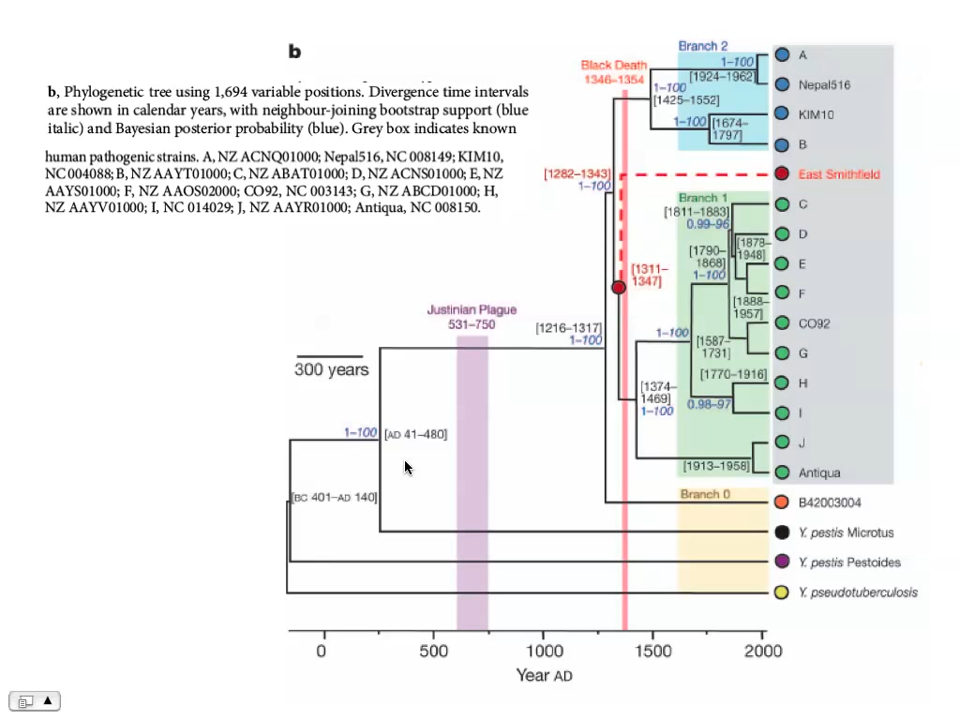 b
b, Phylogenetic tree using 1,694 variable positions. Divergence time intervals
are shown in calendar years, with neighbour-joining bootstrap support (blue
italic) and Bayesian posterior probability (blue). Grey box indicates known
human pathogenic strains. A, NZ ACNQ01000; Nepal516, NC 008149; KIM10,
NC 004088; B, NZ AAYT01000; C, NZ ABAT01000; D, NZ ACNS01000; E, NZ
AAYS01000; F, NZ AAOS02000; CO92, NC 003143; G, NZ ABCD01000; H,
NZ AAYV01000; I, NC 014029; J, NZ AAYR01000; Antiqua, NC 008150.
Branch 2
Black Death
1346–1354
1–100
[1924–1962]
1–100
[1425–1552]
1–100
[1674–
1797]
A
Nepal516
KIM10
B
[1282–1343]
1–100
East Smithfield
Branch 1
[1811–1883]
0.99–96
[1790–
1868]
1–100
[1878–
1948]
[1888–
1957]
[1311–
1347]
C
D
E
F
CO92
G
H
I
J
Antiqua
Justinian Plague
531–750
[1216–1317]
1–100
1–100
[1587–
1731]
[1770–1916]
0.98–97
[1374–
1469]
1–100
[1913–1958]
300 years
1–100
[AD 41–480]
[BC 401–AD 140]
Branch 0
B42003004
Y. pestis Microtus
Y. pestis Pestoides
Y. pseudotuberculosis
0
500
1000
1500
2000
Year AD